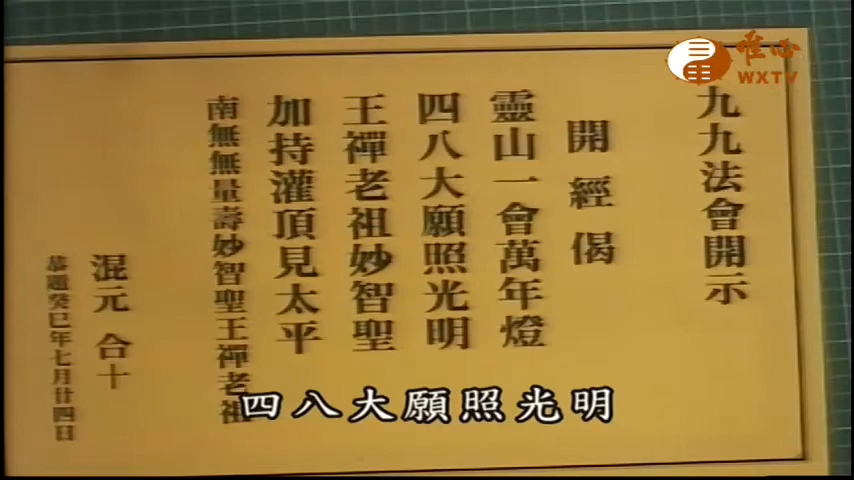 唯心
WXTV
九九法會開示
開經偈
靈山一會萬年燈
四八大願照光明
王禪老祖妙智聖
加持灌頂見太平
南無無量壽妙智聖王禪老祖
混元 合十
恭題癸巳年七月廿四日
四八大願照光明